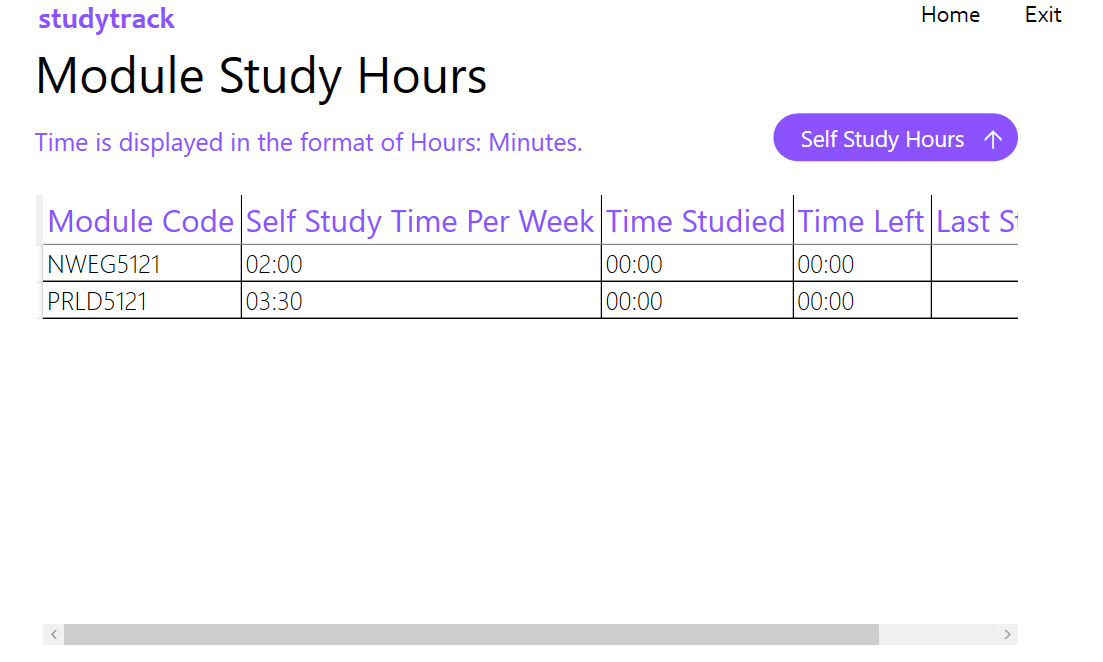 studytrack
Home Exit
Module Study Hours
Time is displayed in the format of Hours: Minutes.
Self Study Hours ↑
Module Code Self Study Time Per Week Time Studied Time Left Last St
NWEG5121 02:00 00:00 00:00
PRLD5121 03:30 00:00 00:00